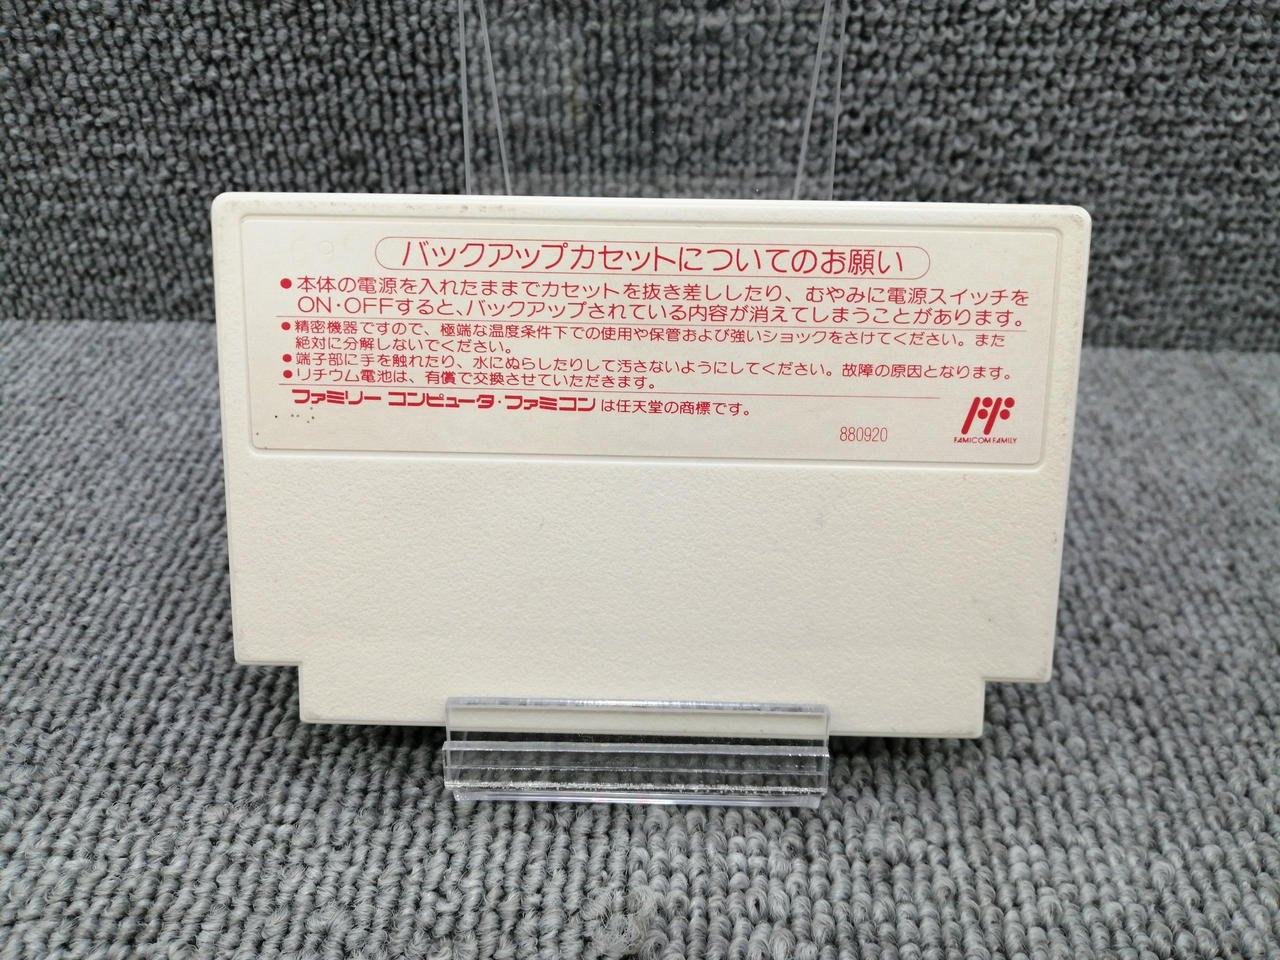 バックアップカセットについてのお願い
●本体の電源を入れたままでカセットを抜き差ししたり、むやみに電源スイッチを
ON・OFFすると、バックアップされている内容が消えてしまうことがあります。
●精密機器ですので、極端な温度条件下での使用や保管および強いショックをさけてください。また
絶対に分解しないでください。
●端子部に手を触れたり、水にぬらしたりして汚さないようにしてください。故障の原因となります。
●リチウム電池は、有償で交換させていただきます。
ファミリー コンピュータ・ファミコンは任天堂の商標です。
880920
FAMICOM FAMILY